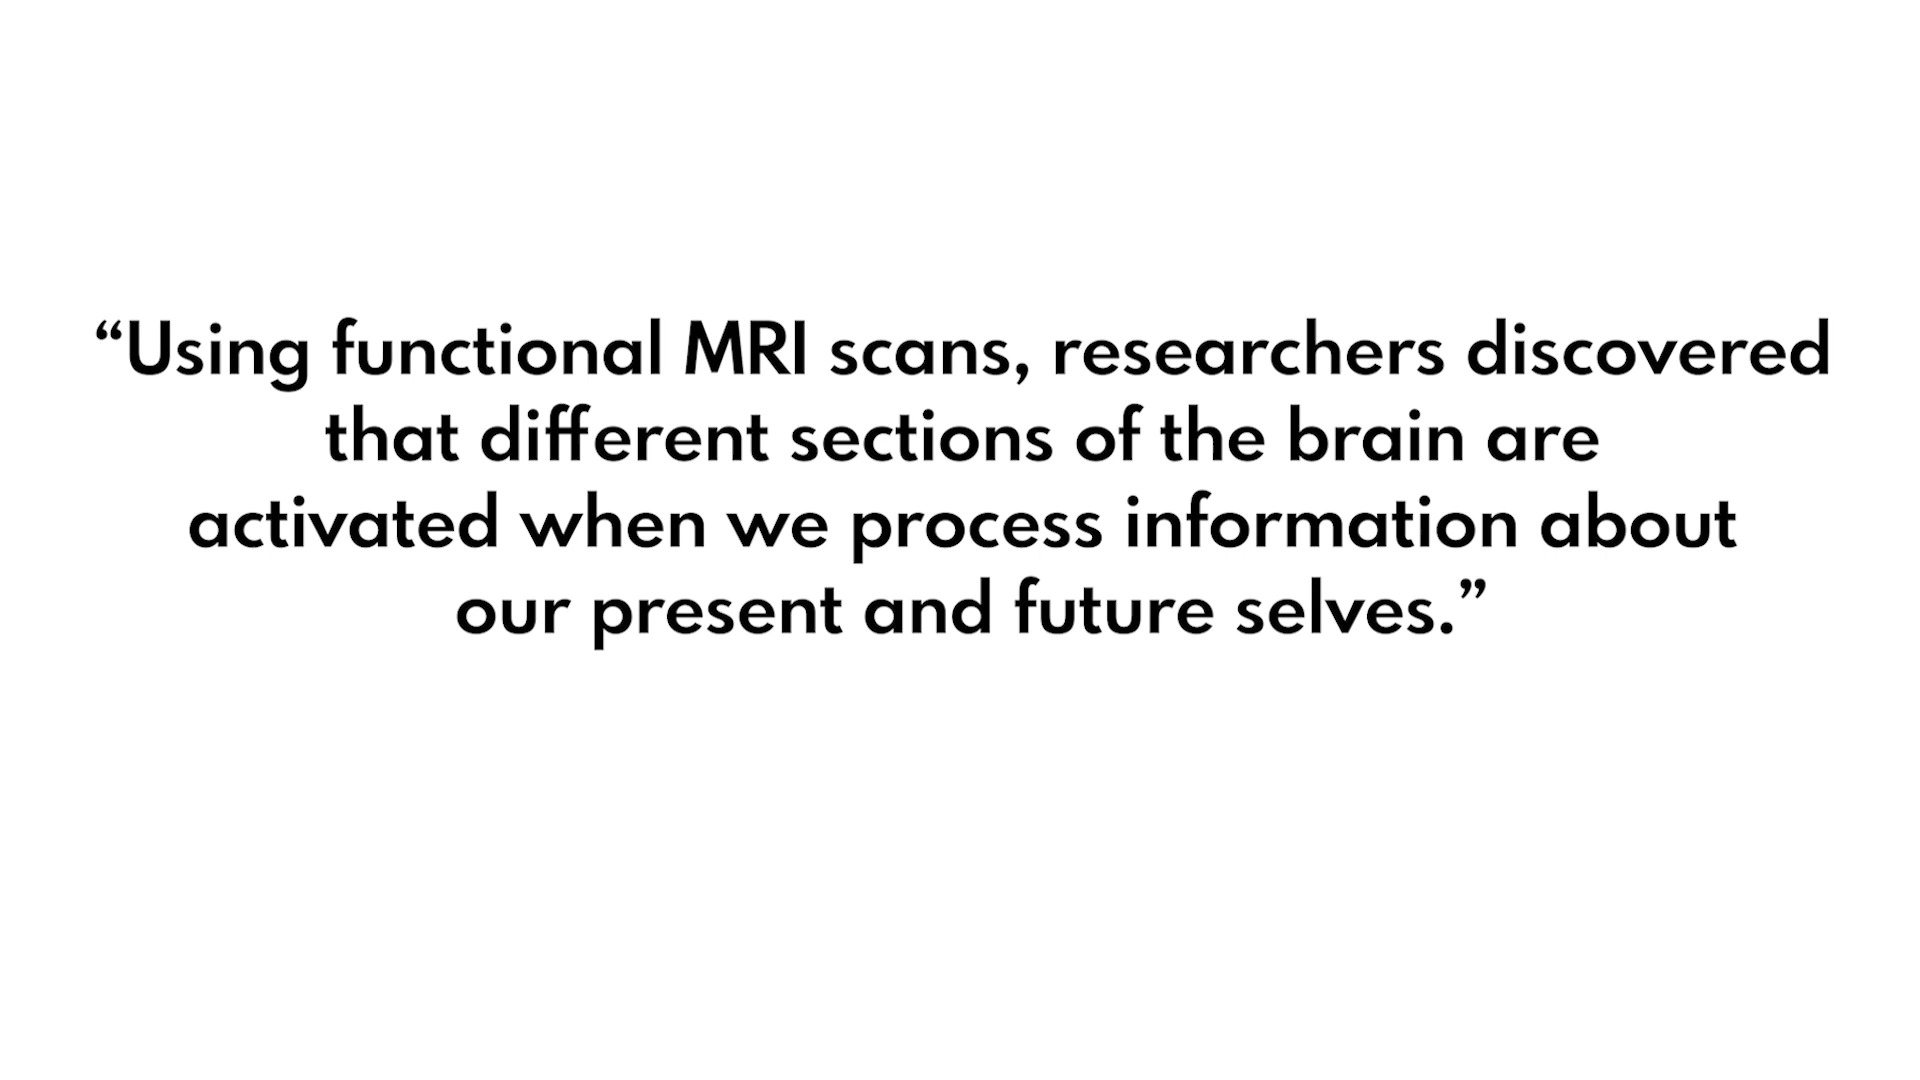 “Using functional MRI scans, researchers discovered
that different sections of the brain are
activated when we process information about
our present and future selves.”